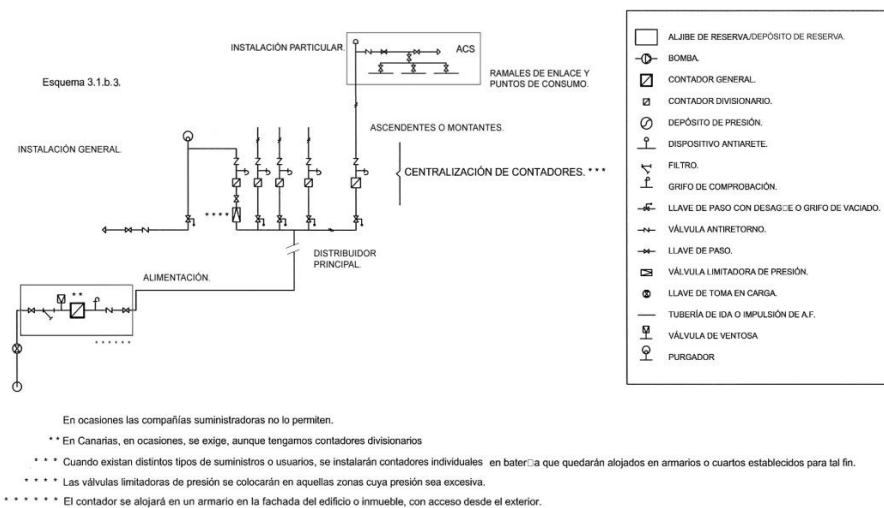 INSTALACIÓN PARTICULAR.
ACS
RAMALES DE ENLACE Y
PUNTOS DE CONSUMO.
Esquema 3.1.b.3.
ASCENDENTES O MONTANTES.
INSTALACIÓN GENERAL.
CENTRALIZACIÓN DE CONTADORES. * * *
* * * *
DISTRIBUIDOR
PRINCIPAL.
ALIMENTACIÓN.
* *
* * * * * *
ALJIBE DE RESERVA/DEPÓSITO DE RESERVA.
BOMBA.
CONTADOR GENERAL.
CONTADOR DIVISIONARIO.
DEPÓSITO DE PRESIÓN.
DISPOSITIVO ANTIARETE.
FILTRO.
GRIFO DE COMPROBACIÓN.
LLAVE DE PASO CON DESAG□E O GRIFO DE VACIADO.
VÁLVULA ANTIRETORNO.
LLAVE DE PASO.
VÁLVULA LIMITADORA DE PRESIÓN.
LLAVE DE TOMA EN CARGA.
TUBERÍA DE IDA O IMPULSIÓN DE A.F.
VÁLVULA DE VENTOSA
PURGADOR
En ocasiones las compañías suministradoras no lo permiten.
* * En Canarias, en ocasiones, se exige, aunque tengamos contadores divisionarios
* * * Cuando existan distintos tipos de suministros o usuarios, se instalarán contadores individuales en bater□a que quedarán alojados en armarios o cuartos establecidos para tal fin.
* * * * Las válvulas limitadoras de presión se colocarán en aquellas zonas cuya presión sea excesiva.
* * * * * * El contador se alojará en un armario en la fachada del edificio o inmueble, con acceso desde el exterior.